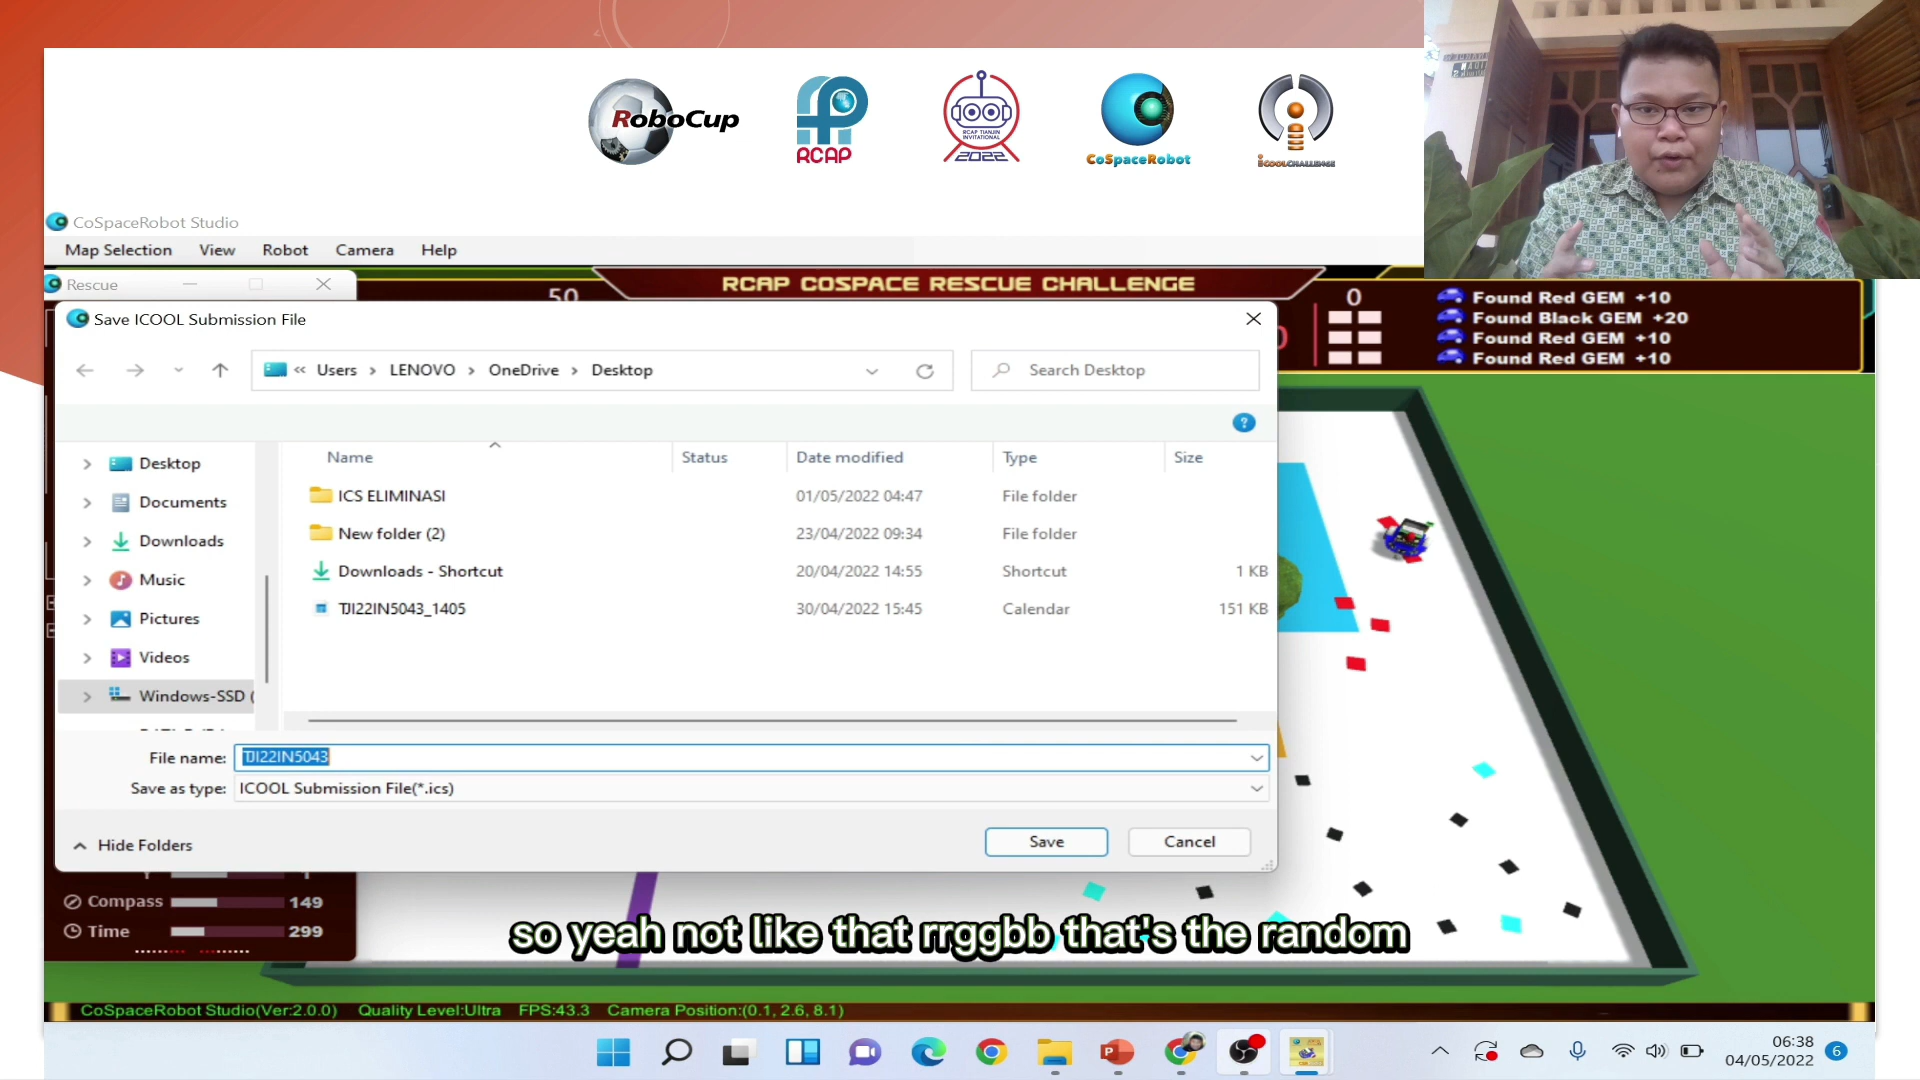 RoboCup
RCAP
RCAP TIANJIN
INVITATIONAL
2022
CoSpaceRobot
iCOOLCHALLENGE
CoSpaceRobot Studio
Map Selection View Robot Camera Help
Rescue
50
RCAP COSPACE RESCUE CHALLENGE
0
Found Red GEM +10
Found Black GEM +20
Found Red GEM +10
Found Red GEM +10
Save ICOOL Submission File
« Users > LENOVO > OneDrive > Desktop
Search Desktop
Name Status Date modified Type Size
Desktop
Documents
Downloads
Music
Pictures
Videos
Windows-SSD (
ICS ELIMINASI 01/05/2022 04:47 File folder
New folder (2) 23/04/2022 09:34 File folder
Downloads - Shortcut 20/04/2022 14:55 Shortcut 1 KB
TJI22IN5043_1405 30/04/2022 15:45 Calendar 151 KB
File name: TJI22IN5043
Save as type: ICOOL Submission File(*.ics)
Hide Folders
Save
Cancel
Compass 149
Time 299
so yeah not like that rrggbb that's the random
CoSpaceRobot Studio(Ver:2.0.0) Quality Level:Ultra FPS:43.3 Camera Position:(0.1, 2.6, 8.1)
06:38
04/05/2022
6